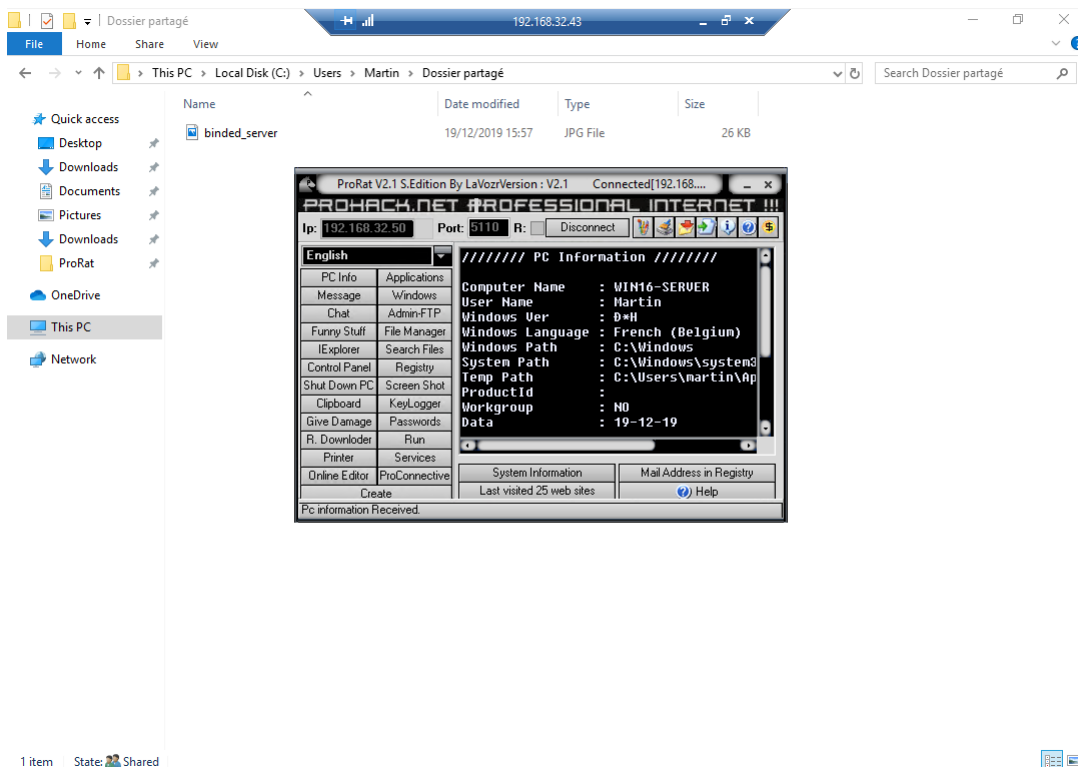 Dossier partagé
192.168.32.43
File Home Share View
This PC > Local Disk (C:) > Users > Martin > Dossier partagé
Search Dossier partagé
Name Date modified Type Size
binded_server 19/12/2019 15:57 JPG File 26 KB
Quick access
Desktop
Downloads
Documents
Pictures
Downloads
ProRat
OneDrive
This PC
Network
ProRat V2.1 S.Edition By LaVozrVersion : V2.1 Connected[192.168....
PROHACK.NET PROFESSIONAL INTERNET !!!
Ip: 192.168.32.50 Port: 5110 R: Disconnect
English
PC Info Applications
Message Windows
Chat Admin-FTP
Funny Stuff File Manager
IExplorer Search Files
Control Panel Registry
Shut Down PC Screen Shot
Clipboard KeyLogger
Give Damage Passwords
R. Downloder Run
Printer Services
Online Editor ProConnective
Create
//////// PC Information ////////
Computer Name : WIN16-SERVER
User Name : Martin
Windows Ver : Ð*H
Windows Language : French (Belgium)
Windows Path : C:\Windows
System Path : C:\Windows\system3
Temp Path : C:\Users\martin\Ap
ProductId :
Workgroup : NO
Data : 19-12-19
System Information Mail Address in Registry
Last visited 25 web sites Help
Pc information Received.
1 item State: Shared